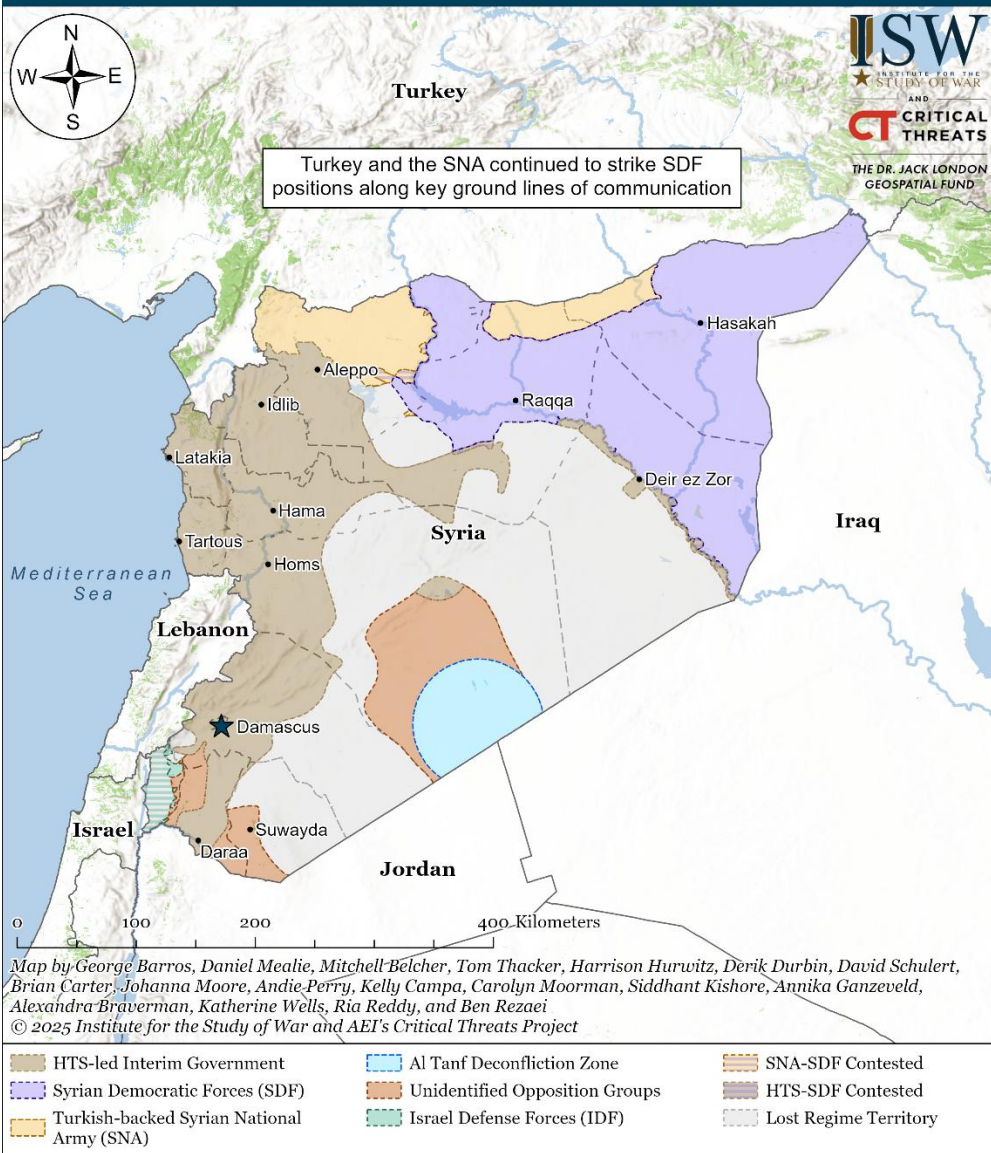 N
W
E
S
ISW
INSTITUTE FOR THE
STUDY OF WAR
AND
CT CRITICAL
THREATS
THE DR. JACK LONDON
GEOSPATIAL FUND
Turkey
Turkey and the SNA continued to strike SDF
positions along key ground lines of communication
Hasakah
Aleppo
Idlib
Raqqa
Latakia
Deir ez Zor
Hama
Iraq
Syria
Tartous
Homs
Mediterranean
Sea
Lebanon
Damascus
Israel
Suwayda
Daraa
Jordan
0 100 200 400 Kilometers
Map by George Barros, Daniel Mealie, Mitchell Belcher, Tom Thacker, Harrison Hurwitz, Derik Durbin, David Schulert,
Brian Carter, Johanna Moore, Andie Perry, Kelly Campa, Carolyn Moorman, Siddhant Kishore, Annika Ganzeveld,
Alexandra Braverman, Katherine Wells, Ria Reddy, and Ben Rezaei
© 2025 Institute for the Study of War and AEI's Critical Threats Project
HTS-led Interim Government
Syrian Democratic Forces (SDF)
Turkish-backed Syrian National
Army (SNA)
Al Tanf Deconfliction Zone
Unidentified Opposition Groups
Israel Defense Forces (IDF)
SNA-SDF Contested
HTS-SDF Contested
Lost Regime Territory